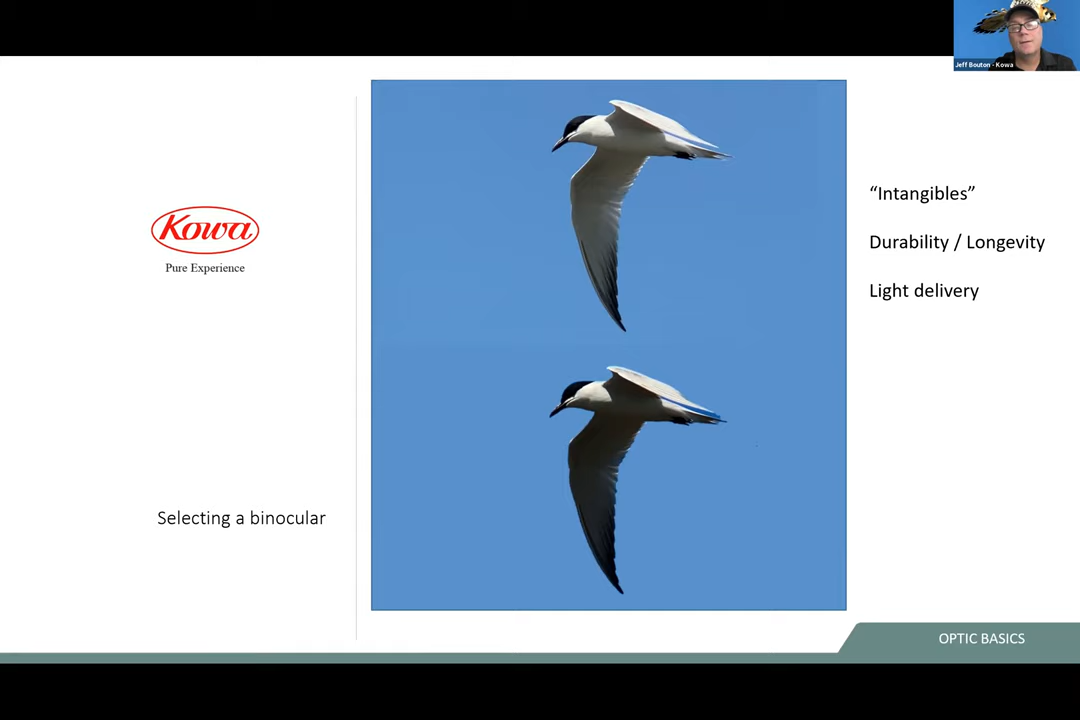 Jeff Bouton - Kowa
Kowa
Pure Experience
Selecting a binocular
“Intangibles”
Durability / Longevity
Light delivery
OPTIC BASICS